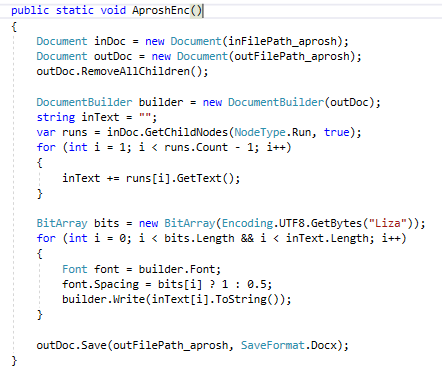 public static void AproshEnc()
{
Document inDoc = new Document(inFilePath_aprosh);
Document outDoc = new Document(outFilePath_aprosh);
outDoc.RemoveAllChildren();
DocumentBuilder builder = new DocumentBuilder(outDoc);
string inText = "";
var runs = inDoc.GetChildNodes(NodeType.Run, true);
for (int i = 1; i < runs.Count - 1; i++)
{
inText += runs[i].GetText();
}
BitArray bits = new BitArray(Encoding.UTF8.GetBytes("Liza"));
for (int i = 0; i < bits.Length && i < inText.Length; i++)
{
Font font = builder.Font;
font.Spacing = bits[i] ? 1 : 0.5;
builder.Write(inText[i].ToString());
}
outDoc.Save(outFilePath_aprosh, SaveFormat.Docx);
}